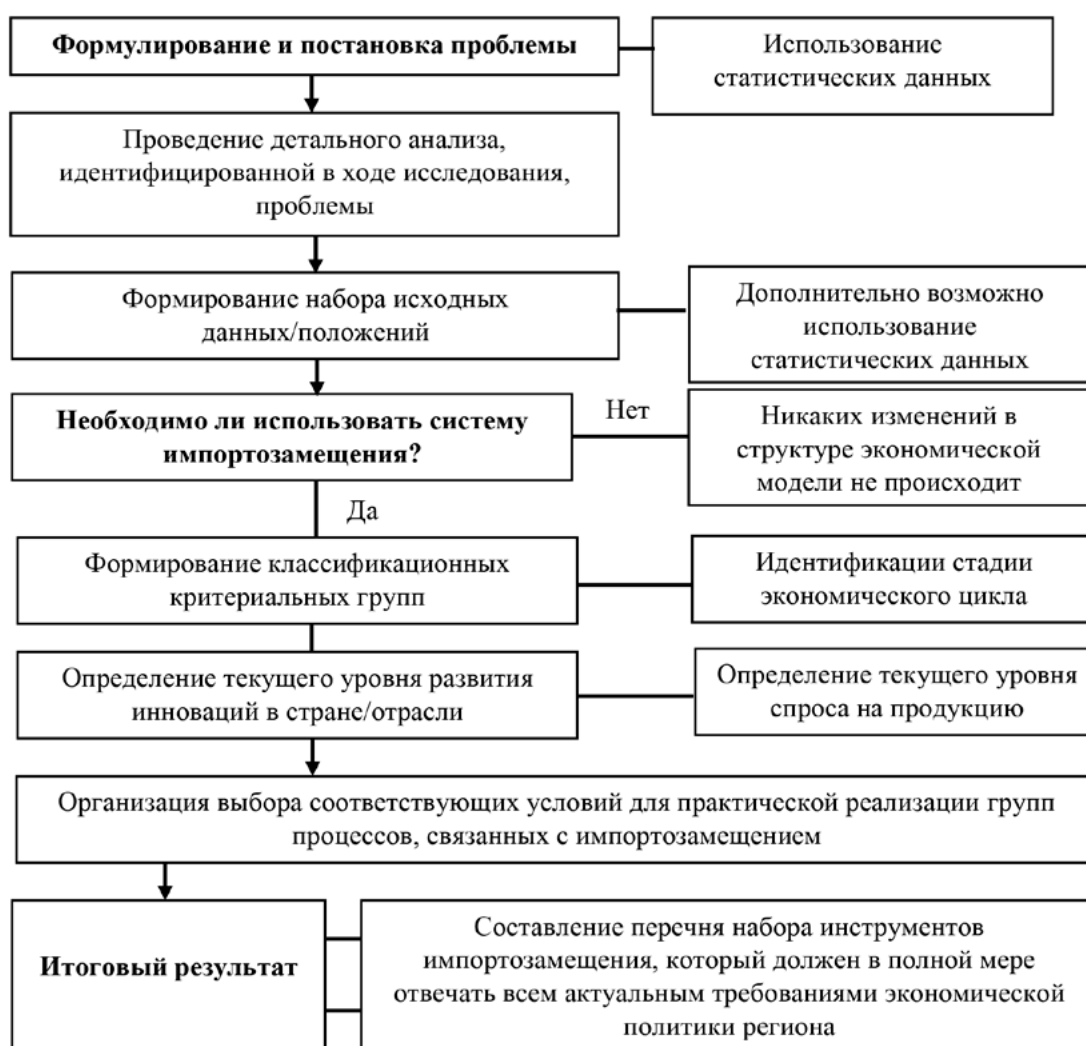 Формулирование и постановка проблемы
Использование
статистических данных
Проведение детального анализа,
идентифицированной в ходе исследования,
проблемы
Формирование набора исходных
данных/положений
Дополнительно возможно
использование
статистических данных
Необходимо ли использовать систему
импортозамещения?
Нет
Никаких изменений в
структуре экономической
модели не происходит
Да
Формирование классификационных
критериальных групп
Идентификации стадии
экономического цикла
Определение текущего уровня развития
инноваций в стране/отрасли
Определение текущего уровня
спроса на продукцию
Организация выбора соответствующих условий для практической реализации групп
процессов, связанных с импортозамещением
Итоговый результат
Составление перечня набора инструментов
импортозамещения, который должен в полной мере
отвечать всем актуальным требованиями экономической
политики региона